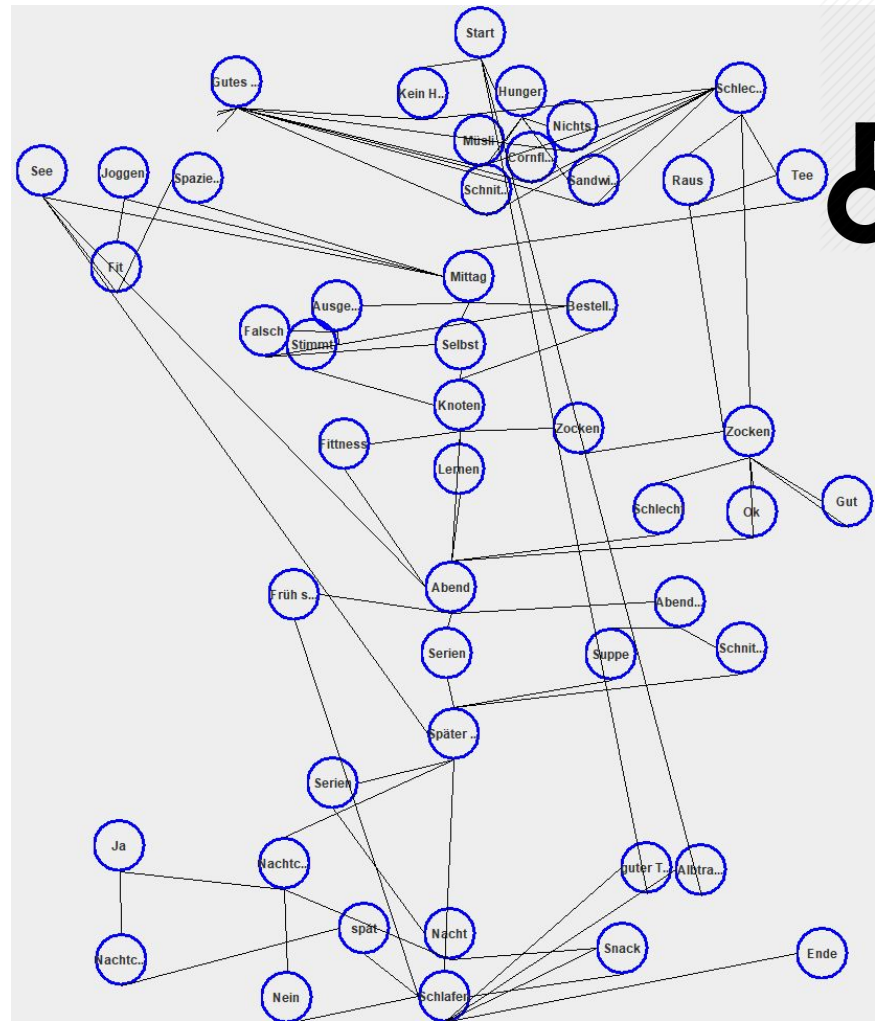 Start
Gutes ..
Kein H..
Hunger
Schlec..
Nichts
Müsli
Cornfl..
See
Joggen
Spazie..
Schnit..
Sandwi..
Raus
Tee
Fit
Mittag
Ausge..
Bestell..
Falsch
Stimmt
Selbst
Knoten
Fittness
Zocken
Zocken
Lernen
Schlecht
Ok
Gut
Abend
Früh s..
Abend..
Serien
Suppe
Schnit..
Später ..
Serien
Ja
Nachtc..
guter T..
Albtra..
spät
Nacht
Nachtc..
Snack
Ende
Nein
Schlafen